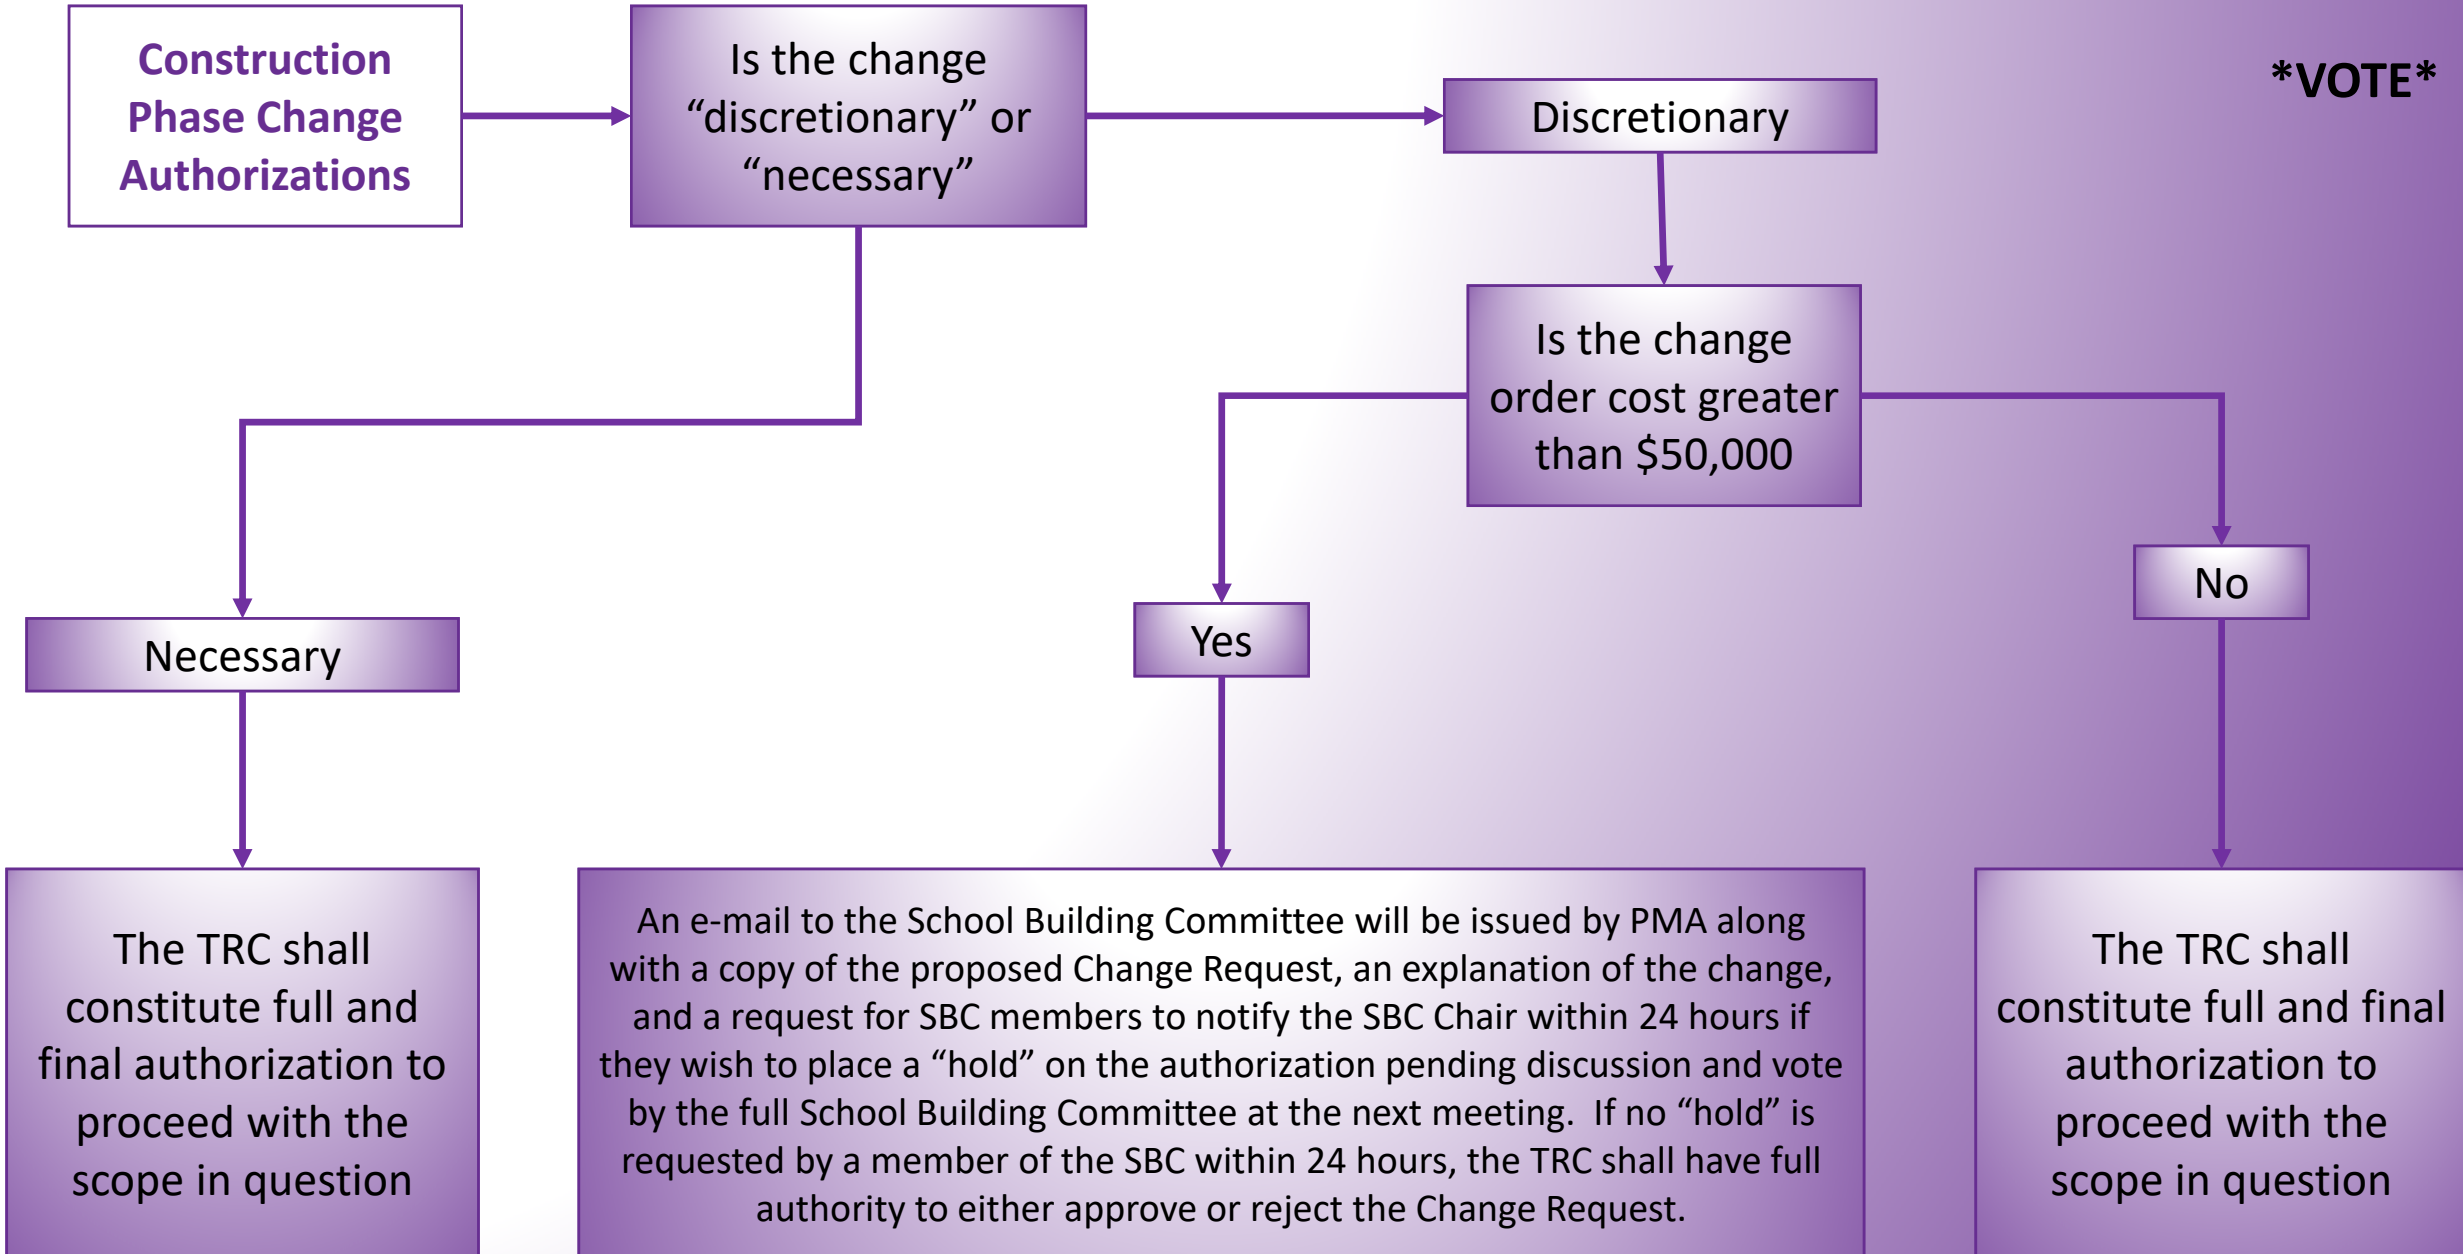 Construction
Phase Change
Authorizations
Is the change
“discretionary” or
“necessary”
Discretionary
*VOTE*
Is the change
order cost greater
than $50,000
No
Yes
Necessary
The TRC shall
constitute full and
final authorization to
proceed with the
scope in question
An e-mail to the School Building Committee will be issued by PMA along
with a copy of the proposed Change Request, an explanation of the change,
and a request for SBC members to notify the SBC Chair within 24 hours if
they wish to place a “hold” on the authorization pending discussion and vote
by the full School Building Committee at the next meeting.  If no “hold” is
requested by a member of the SBC within 24 hours, the TRC shall have full
authority to either approve or reject the Change Request.
The TRC shall
constitute full and final
authorization to
proceed with the
scope in question